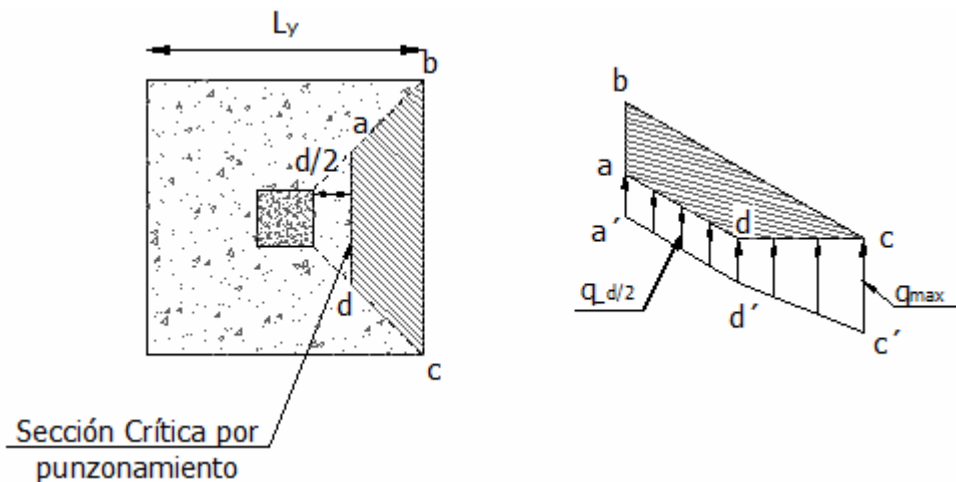 Ly
b
a
d/2
d
c
Sección Crítica por
punzonamiento
b
a
a´
d
c
q_d/2
d´
qmax
c´